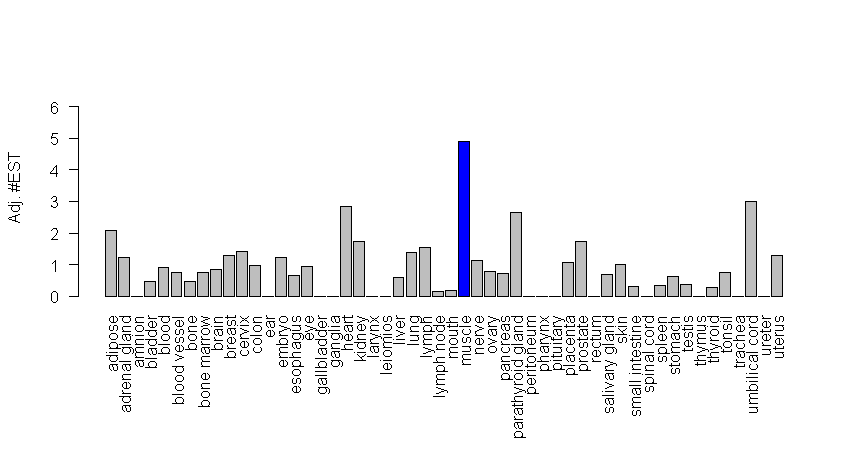 Adj. #EST
6
5
4
3
2
1
0
adipose
adrenal gland
amnion
bladder
blood
blood vessel
bone
bone marrow
brain
breast
cervix
colon
ear
embryo
esophagus
eye
gallbladder
ganglia
heart
kidney
larynx
leiomios
liver
lung
lymph
lymph node
mouth
muscle
nerve
ovary
pancreas
parathyroid gland
peritoneum
pharynx
pituitary
placenta
prostate
rectum
salivary gland
skin
small intestine
spinal cord
spleen
stomach
testis
thymus
thyroid
tonsil
trachea
umbilical cord
ureter
uterus